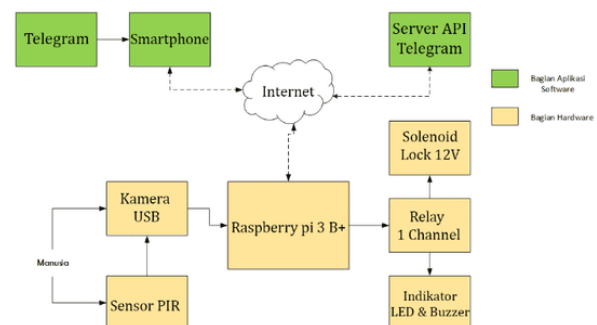 Telegram
Smartphone
Server API
Telegram
Internet
Bagian Aplikasi
Software
Bagian Hardware
Solenoid
Lock 12V
Kamera
USB
Raspberry pi 3 B+
Relay
1 Channel
Manusia
Sensor PIR
Indikator
LED & Buzzer